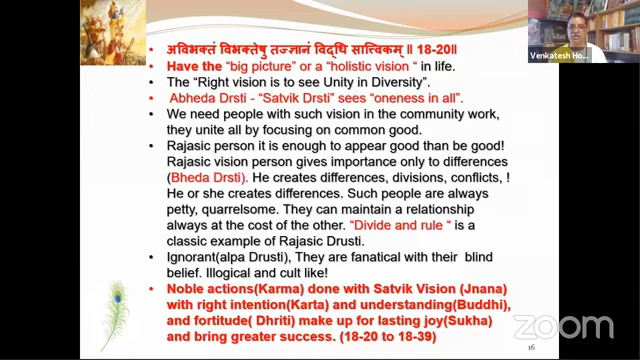 अविभक्तं विभक्तेषु तज्ज्ञानं विद्धि सात्त्विकम् ॥ 18-20॥
Have the "big picture" or a "holistic vision " in life.
The "Right vision is to see Unity in Diversity".
Abheda Drsti - "Satvik Drsti" sees "oneness in all".
We need people with such vision in the community work,
they unite all by focusing on common good.
Rajasic person it is enough to appear good than be good!
Rajasic vision person gives importance only to differences
(Bheda Drsti). He creates differences, divisions, conflicts, !
He or she creates differences. Such people are always
petty, quarrelsome. They can maintain a relationship
always at the cost of the other. "Divide and rule " is a
classic example of Rajasic Drusti.
Ignorant(alpa Drusti), They are fanatical with their blind
belief. Illogical and cult like!
Noble actions(Karma) done with Satvik Vision (Jnana)
with right intention(Karta) and understanding(Buddhi),
and fortitude( Dhriti) make up for lasting joy(Sukha)
and bring greater success. (18-20 to 18-39)
Venkatesh Ho...
zoom
16